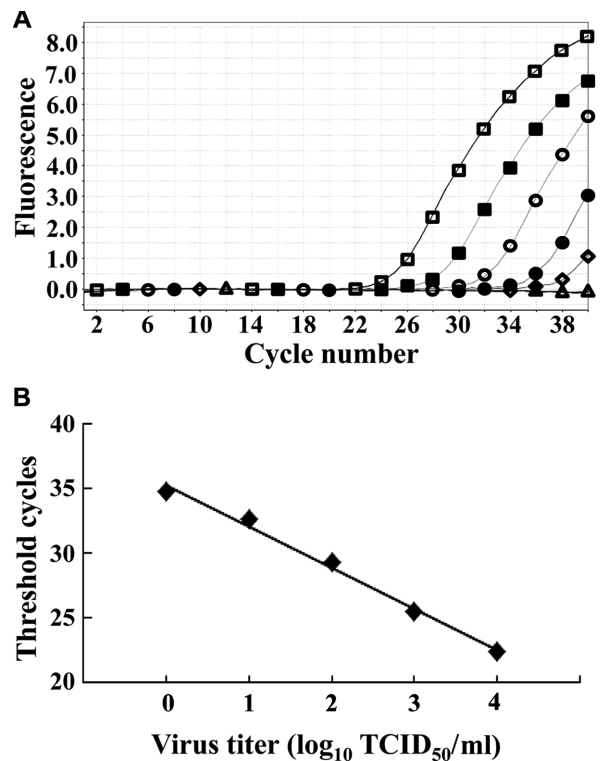 A
Fluorescence
8.0
7.0
6.0
5.0
4.0
3.0
2.0
1.0
0.0
2 6 10 14 18 22 26 30 34 38
Cycle number
B
Threshold cycles
40
35
30
25
20
0 1 2 3 4
Virus titer (log10 TCID50/ml)